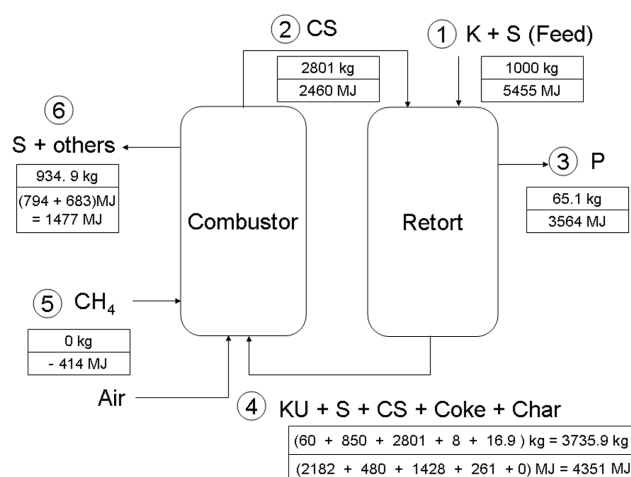 2 CS
2801 kg
2460 MJ
1 K + S (Feed)
1000 kg
5455 MJ
6
S + others
934. 9 kg
(794 + 683)MJ
= 1477 MJ
Combustor
Retort
3 P
65.1 kg
3564 MJ
5 CH₄
0 kg
- 414 MJ
Air
4 KU + S + CS + Coke + Char
(60 + 850 + 2801 + 8 + 16.9 ) kg = 3735.9 kg
(2182 + 480 + 1428 + 261 + 0) MJ = 4351 MJ